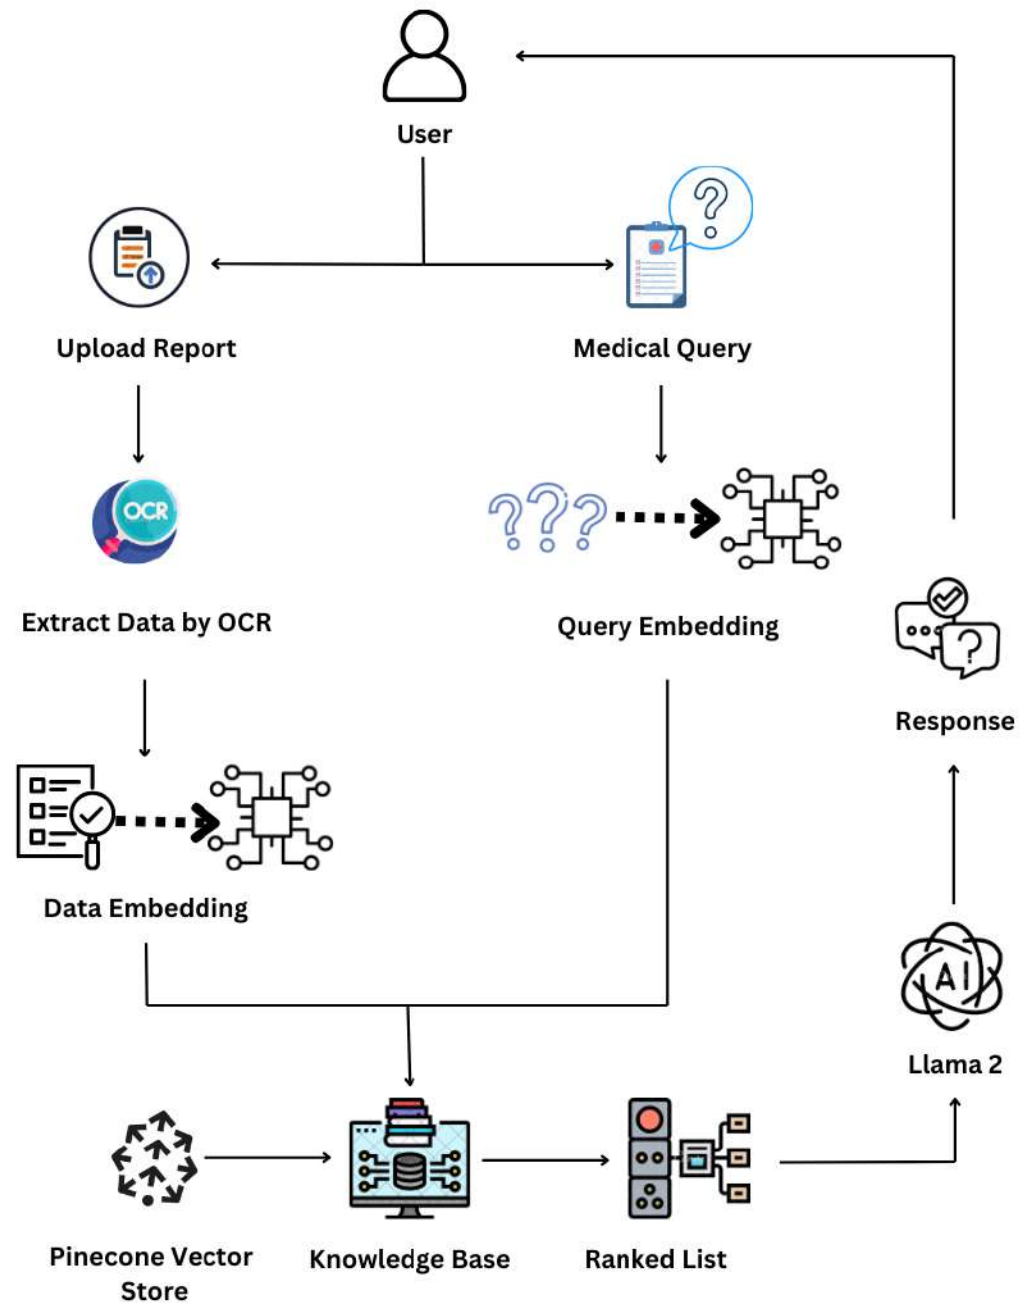 User
Upload Report
Medical Query
OCR
Extract Data by OCR
Query Embedding
Response
Data Embedding
AI
Llama 2
Pinecone Vector
Store
Knowledge Base
Ranked List